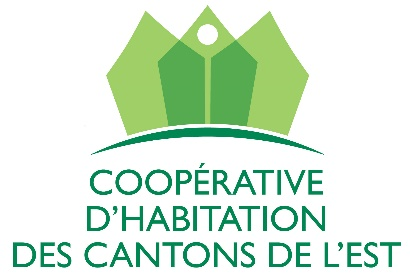 COOPÉRATIVE
D'HABITATION
DES CANTONS DE L'EST